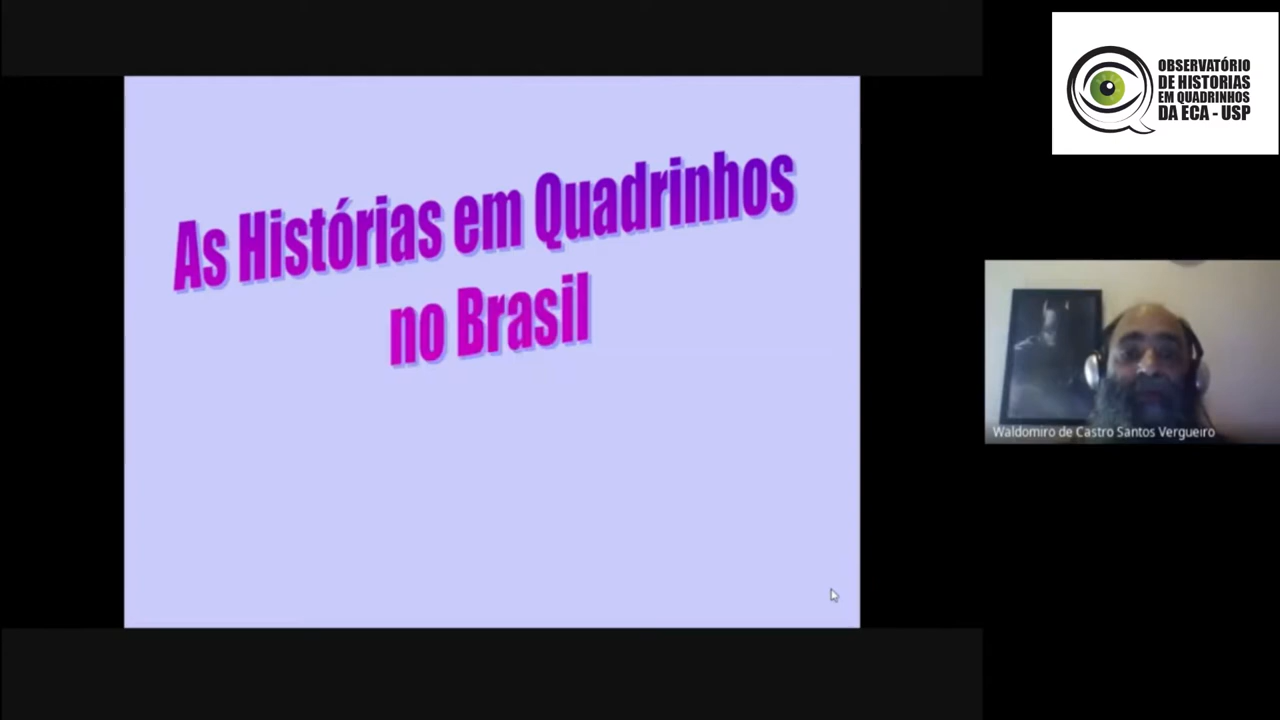 As Histórias em Quadrinhos
no Brasil
OBSERVATÓRIO
DE HISTORIAS
EM QUADRINHOS
DA ECA - USP
Waldomiro de Castro Santos Vergueiro